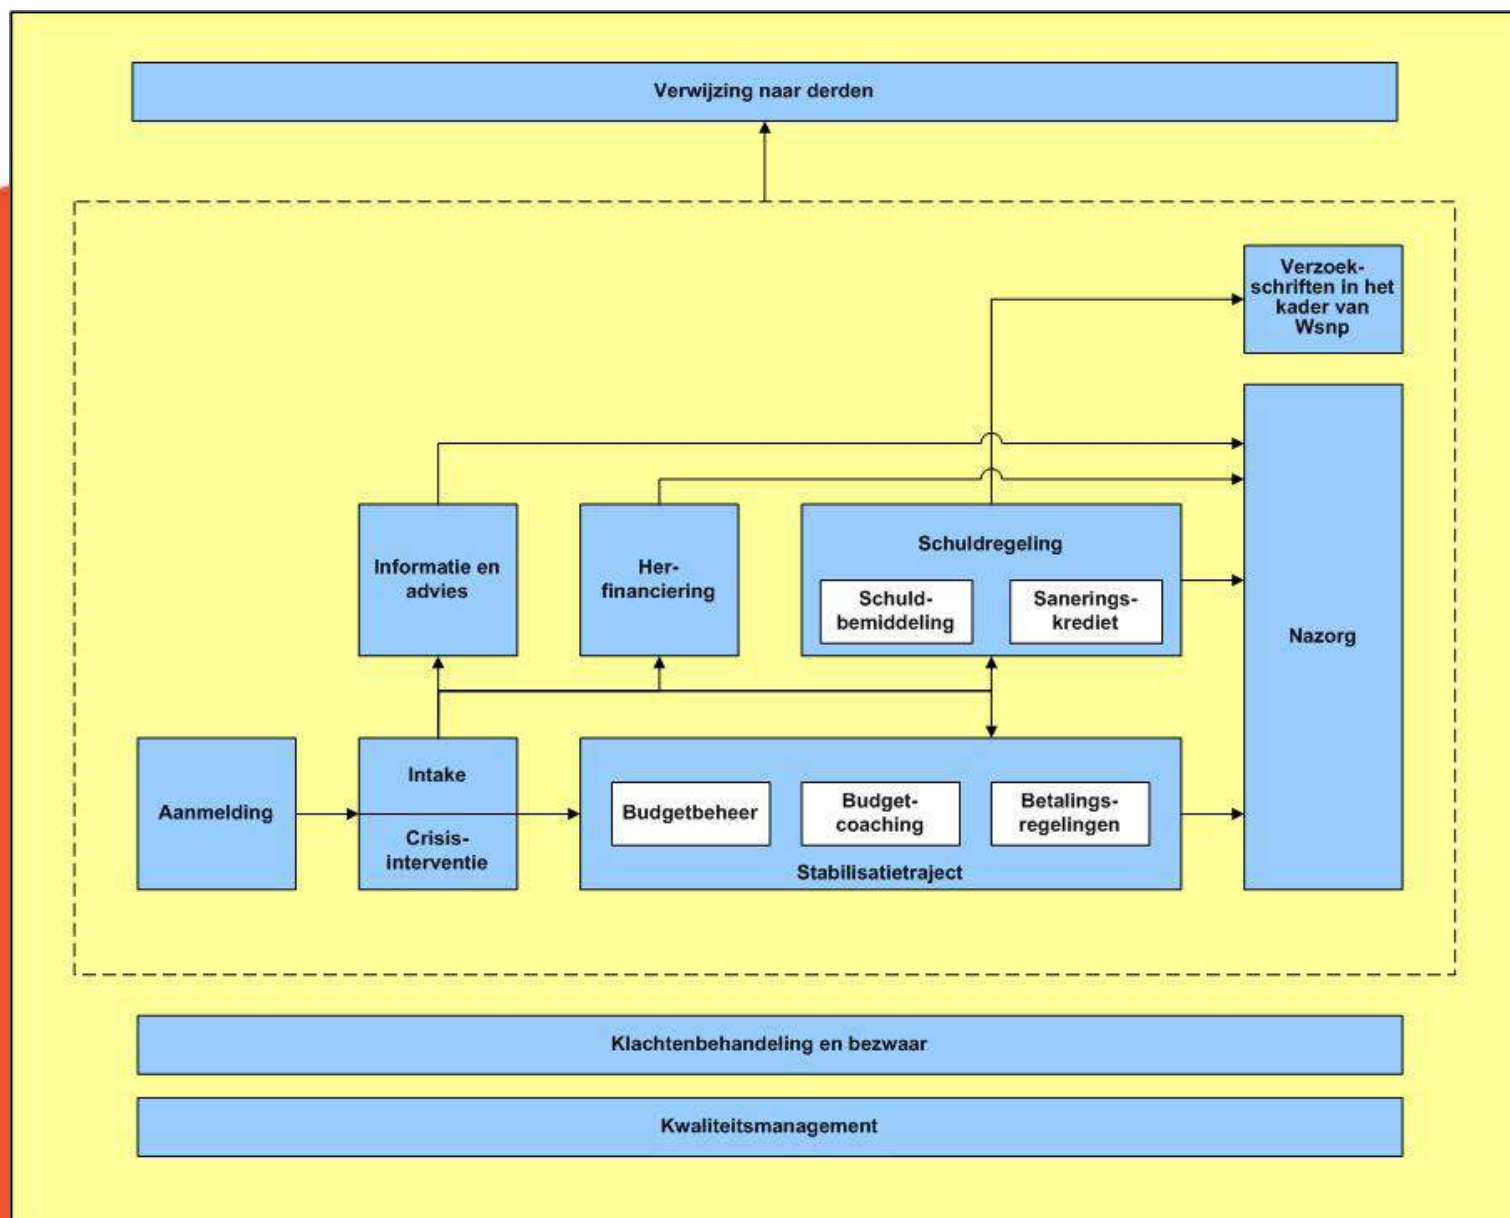 Verwijzing naar derden
Verzoek-
schriften in het
kader van
Wsnp
Informatie en
advies
Her-
financiering
Schuldregeling
Schuld-
bemiddeling
Sanerings-
krediet
Nazorg
Aanmelding
Intake
Crisis-
interventie
Budgetbeheer
Budget-
coaching
Betalings-
regelingen
Stabilisatietraject
Klachtenbehandeling en bezwaar
Kwaliteitsmanagement